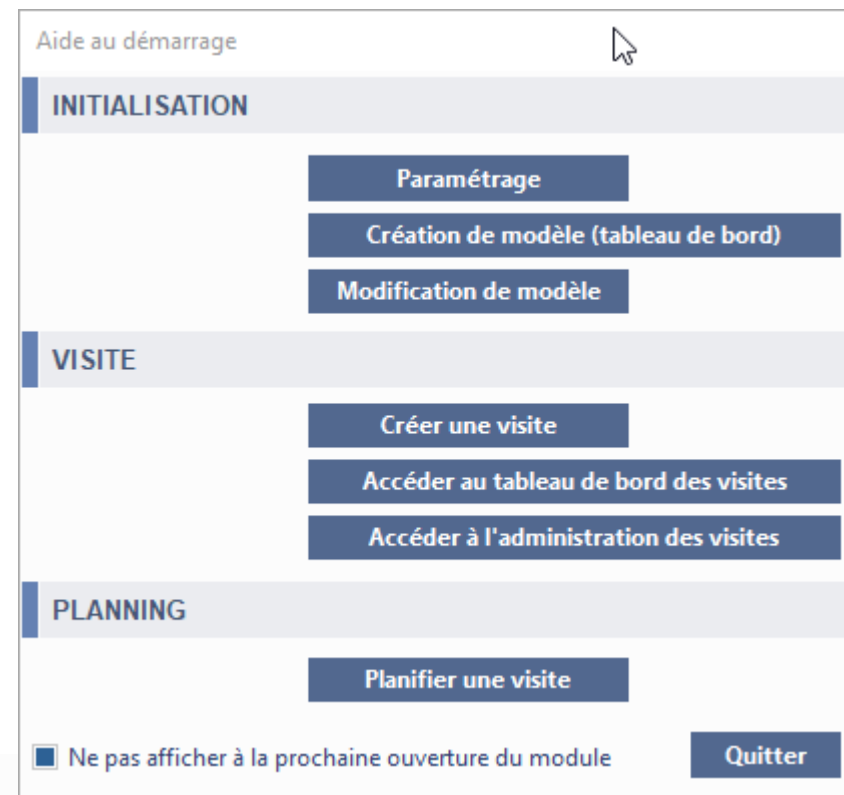 Aide au démarrage
INITIALISATION
Paramétrage
Création de modèle (tableau de bord)
Modification de modèle
VISITE
Créer une visite
Accéder au tableau de bord des visites
Accéder à l'administration des visites
PLANNING
Planifier une visite
Ne pas afficher à la prochaine ouverture du module
Quitter